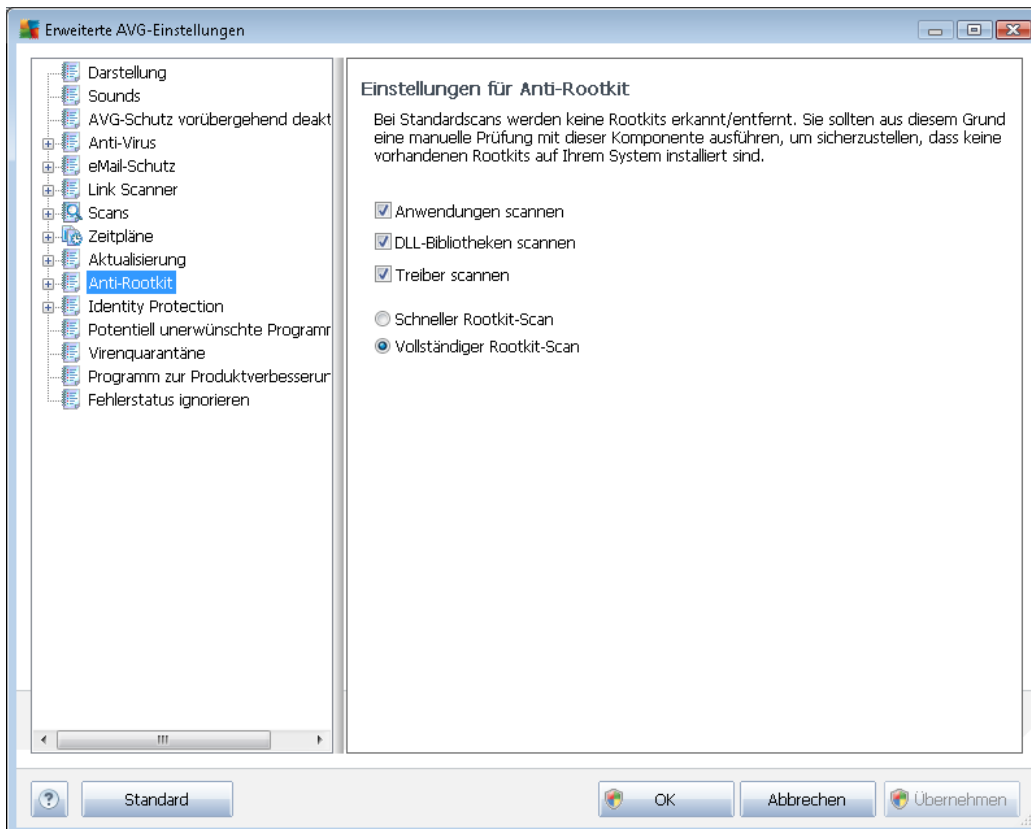 Erweiterte AVG-Einstellungen
Darstellung
Sounds
AVG-Schutz vorübergehend deakt
Anti-Virus
eMail-Schutz
Link Scanner
Scans
Zeitpläne
Aktualisierung
Anti-Rootkit
Identity Protection
Potentiell unerwünschte Programr
Virenquarantäne
Programm zur Produktverbesserur
Fehlerstatus ignorieren
Einstellungen für Anti-Rootkit
Bei Standardscans werden keine Rootkits erkannt/entfernt. Sie sollten aus diesem Grund
eine manuelle Prüfung mit dieser Komponente ausführen, um sicherzustellen, dass keine
vorhandenen Rootkits auf Ihrem System installiert sind.
Anwendungen scannen
DLL-Bibliotheken scannen
Treiber scannen
Schneller Rootkit-Scan
Vollständiger Rootkit-Scan
?
Standard
OK
Abbrechen
Übernehmen